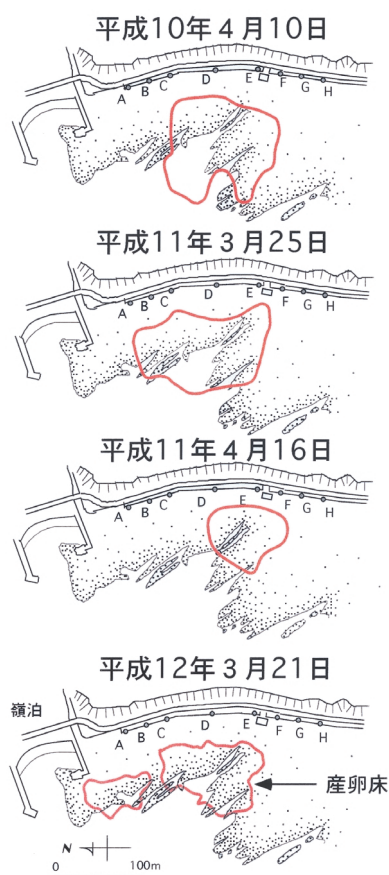 平成10年4月10日
A B C D E F G H
平成11年3月25日
A B C D E F G H
平成11年4月16日
A B C D E F G H
平成12年3月21日
嶺泊
A B C D E F G H
産卵床
N
0 100m